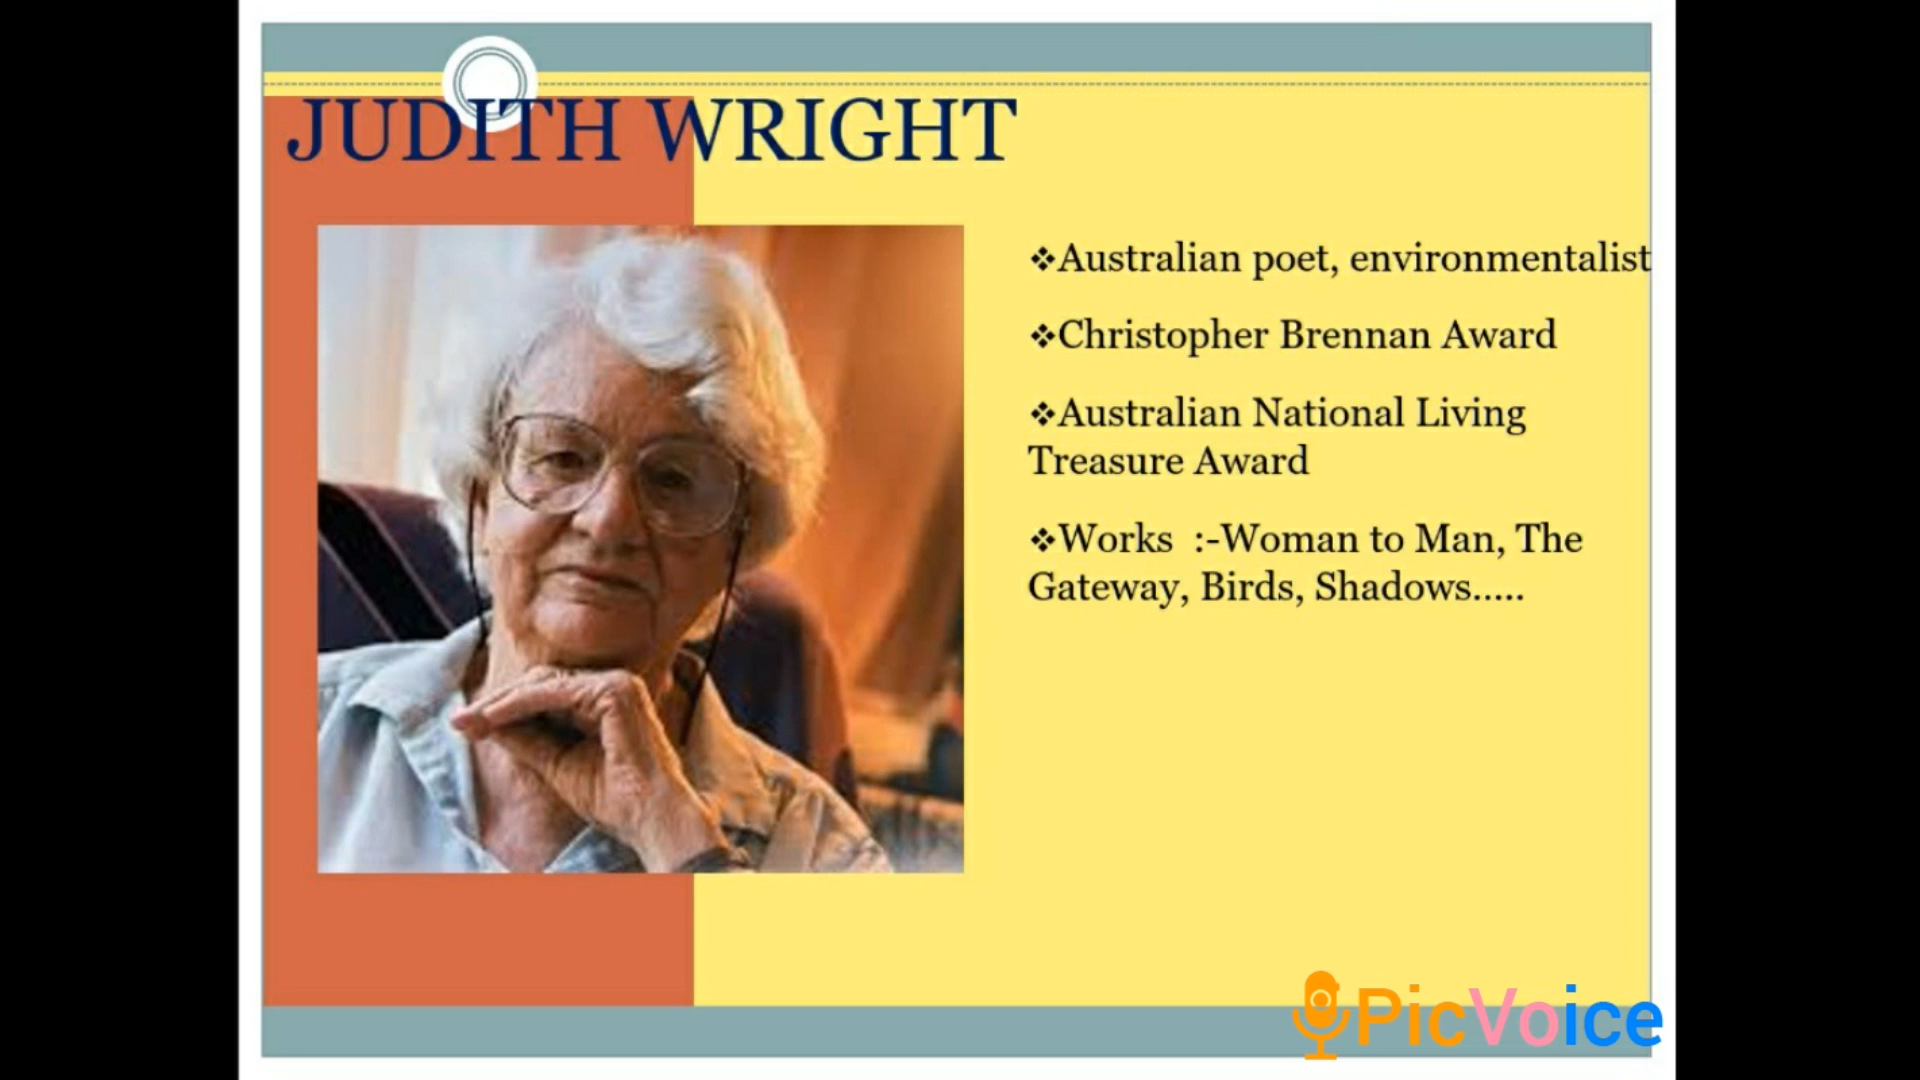 JUDITH WRIGHT
❖Australian poet, environmentalist
❖Christopher Brennan Award
❖Australian National Living
Treasure Award
❖Works  :-Woman to Man, The
Gateway, Birds, Shadows.....
PicVoice